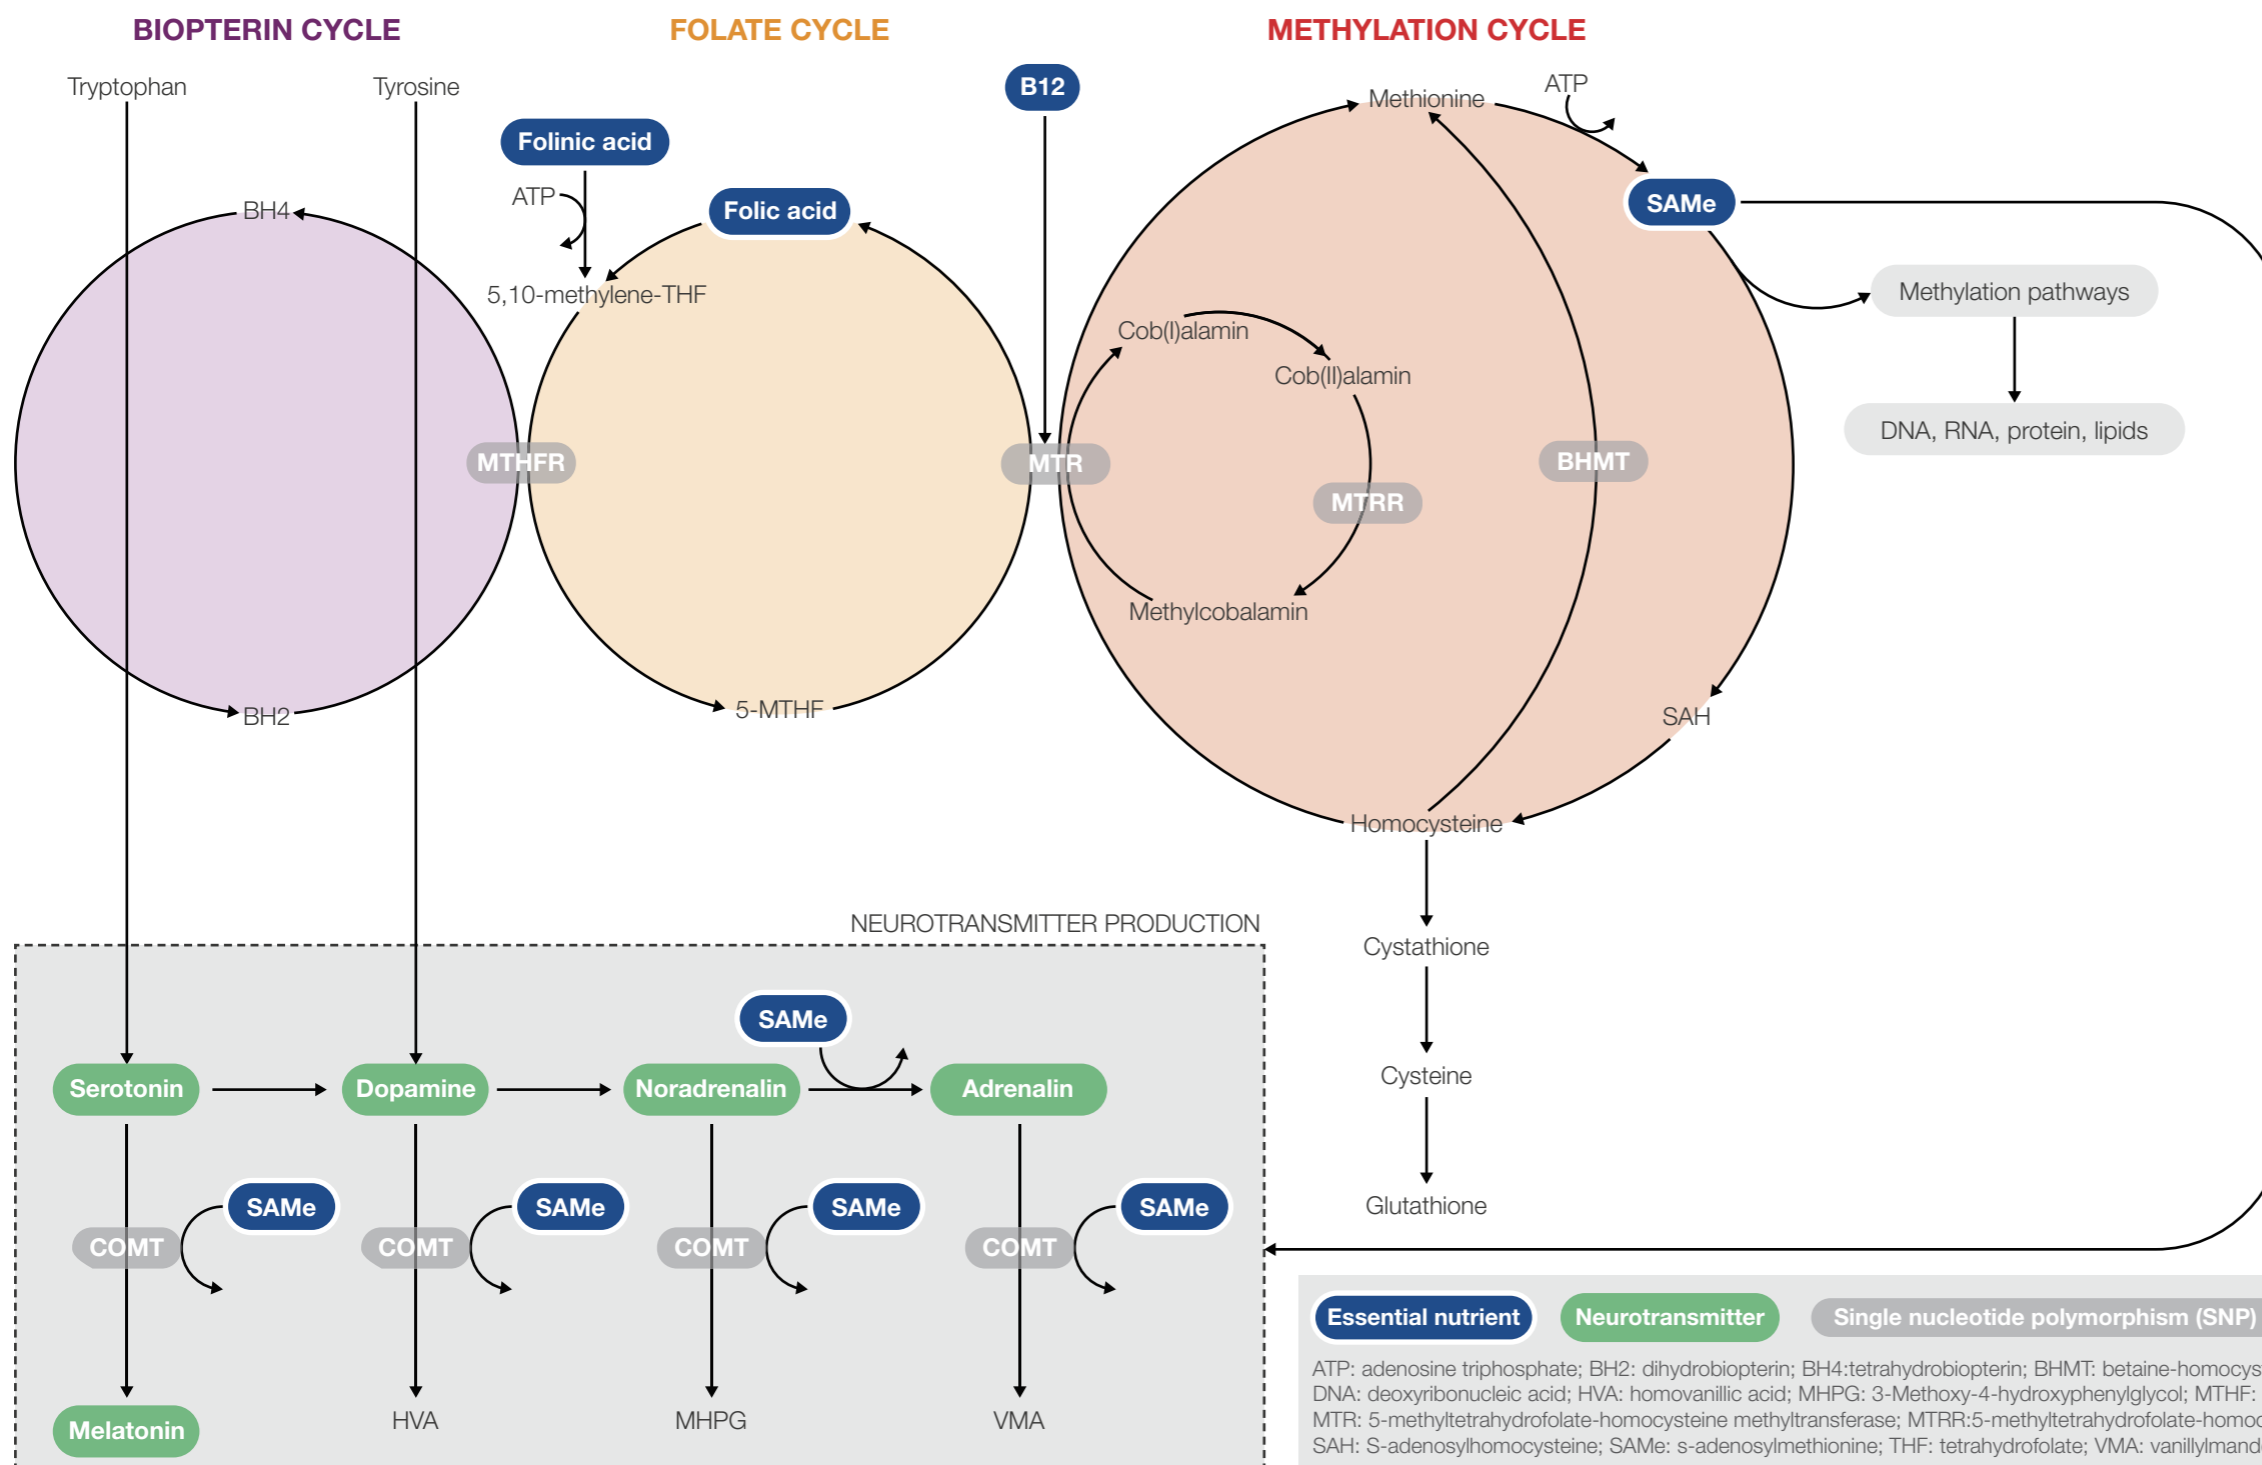 BIOPTERIN CYCLE
FOLATE CYCLE
METHYLATION CYCLE
Tryptophan
Tyrosine
B12
Methionine
ATP
Folinic acid
ATP
Folic acid
SAMe
BH4
5,10-methylene-THF
Methylation pathways
Cob(I)alamin
Cob(II)alamin
DNA, RNA, protein, lipids
MTHFR
MTR
BHMT
MTRR
Methylcobalamin
BH2
5-MTHF
SAH
Homocysteine
NEUROTRANSMITTER PRODUCTION
Cystathione
SAMe
Cysteine
Serotonin
Dopamine
Noradrenalin
Adrenalin
SAMe
SAMe
SAMe
SAMe
Glutathione
COMT
COMT
COMT
COMT
Melatonin
HVA
MHPG
VMA
Essential nutrient
Neurotransmitter
Single nucleotide polymorphism (SNP)
ATP: adenosine triphosphate; BH2: dihydrobiopterin; BH4:tetrahydrobiopterin; BHMT: betaine-homocys
DNA: deoxyribonucleic acid; HVA: homovanillic acid; MHPG: 3-Methoxy-4-hydroxyphenylglycol; MTHF:
MTR: 5-methyltetrahydrofolate-homocysteine methyltransferase; MTRR:5-methyltetrahydrofolate-homoc
SAH: S-adenosylhomocysteine; SAMe: s-adenosylmethionine; THF: tetrahydrofolate; VMA: vanillylmand